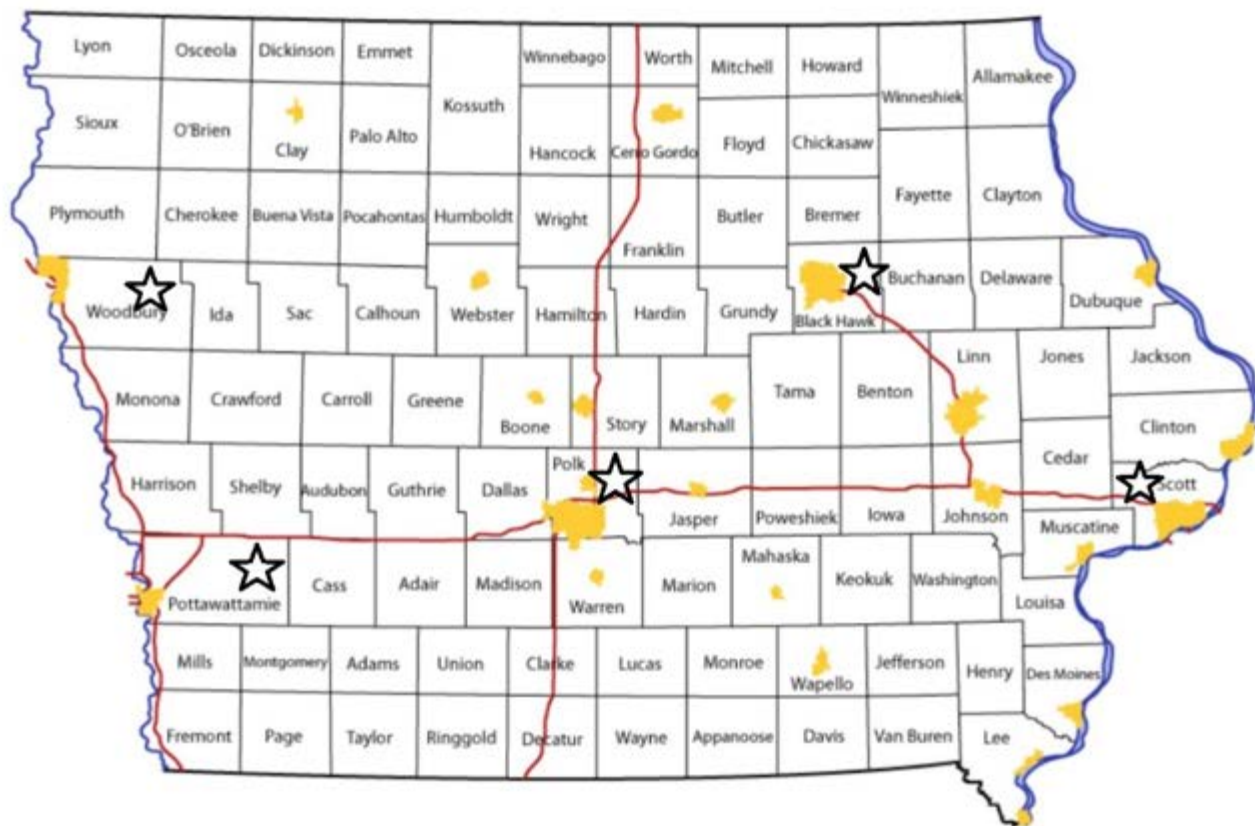 Lyon
Osceola
Dickinson
Emmet
Winnebago
Worth
Mitchell
Howard
Winneshiek
Allamakee
Sioux
O'Brien
Clay
Palo Alto
Kossuth
Hancock
Cerro Gordo
Floyd
Chickasaw
Plymouth
Cherokee
Buena Vista
Pocahontas
Humboldt
Wright
Franklin
Butler
Bremer
Fayette
Clayton
Woodbury
Ida
Sac
Calhoun
Webster
Hamilton
Hardin
Grundy
Black Hawk
Buchanan
Delaware
Dubuque
Monona
Crawford
Carroll
Greene
Boone
Story
Marshall
Tama
Benton
Linn
Jones
Jackson
Clinton
Harrison
Shelby
Audubon
Guthrie
Dallas
Polk
Jasper
Poweshiek
Iowa
Johnson
Cedar
Scott
Muscatine
Pottawattamie
Cass
Adair
Madison
Warren
Marion
Mahaska
Keokuk
Washington
Louisa
Mills
Montgomery
Adams
Union
Clarke
Lucas
Monroe
Wapello
Jefferson
Henry
Des Moines
Fremont
Page
Taylor
Ringgold
Decatur
Wayne
Appanoose
Davis
Van Buren
Lee